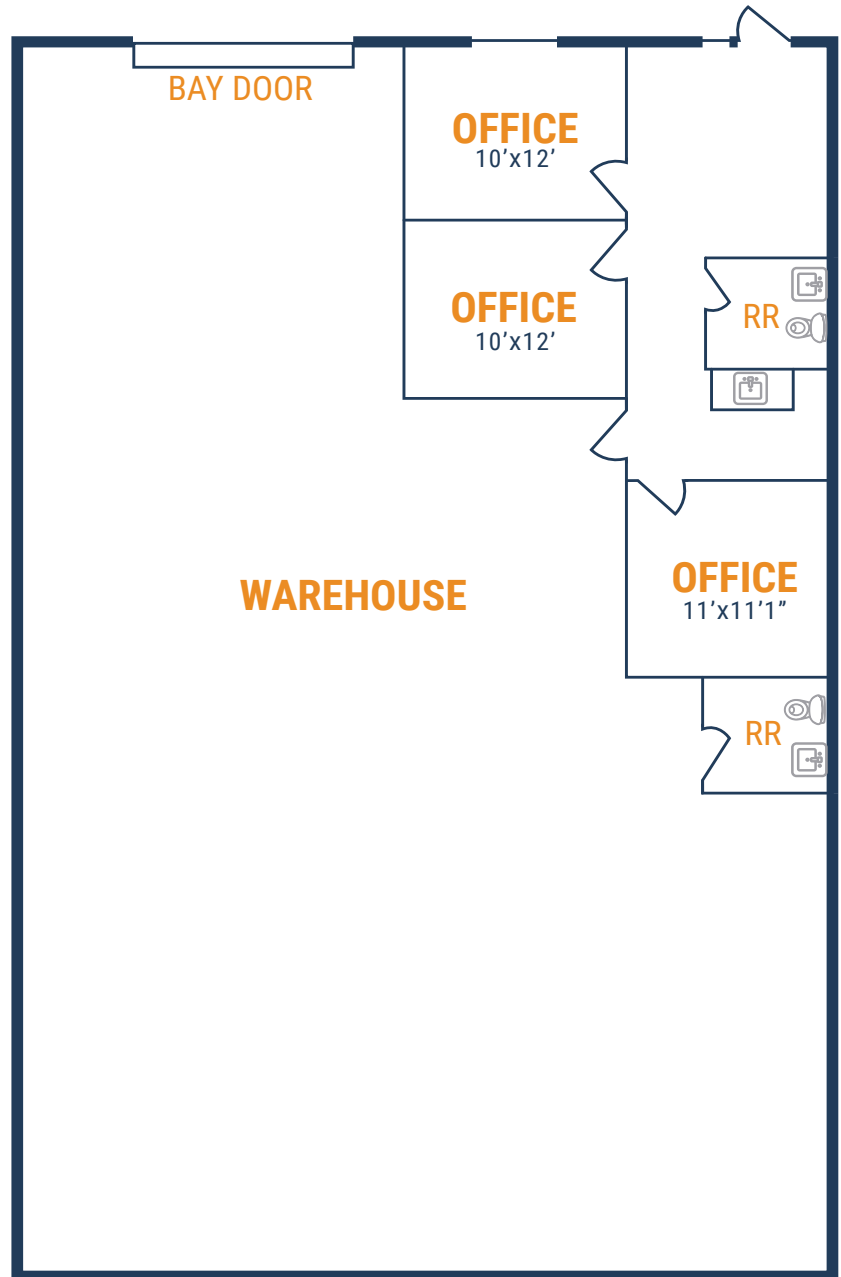 BAY DOOR
OFFICE
10’x12’
OFFICE
10’x12’
RR
WAREHOUSE
OFFICE
11’x11’1”
RR